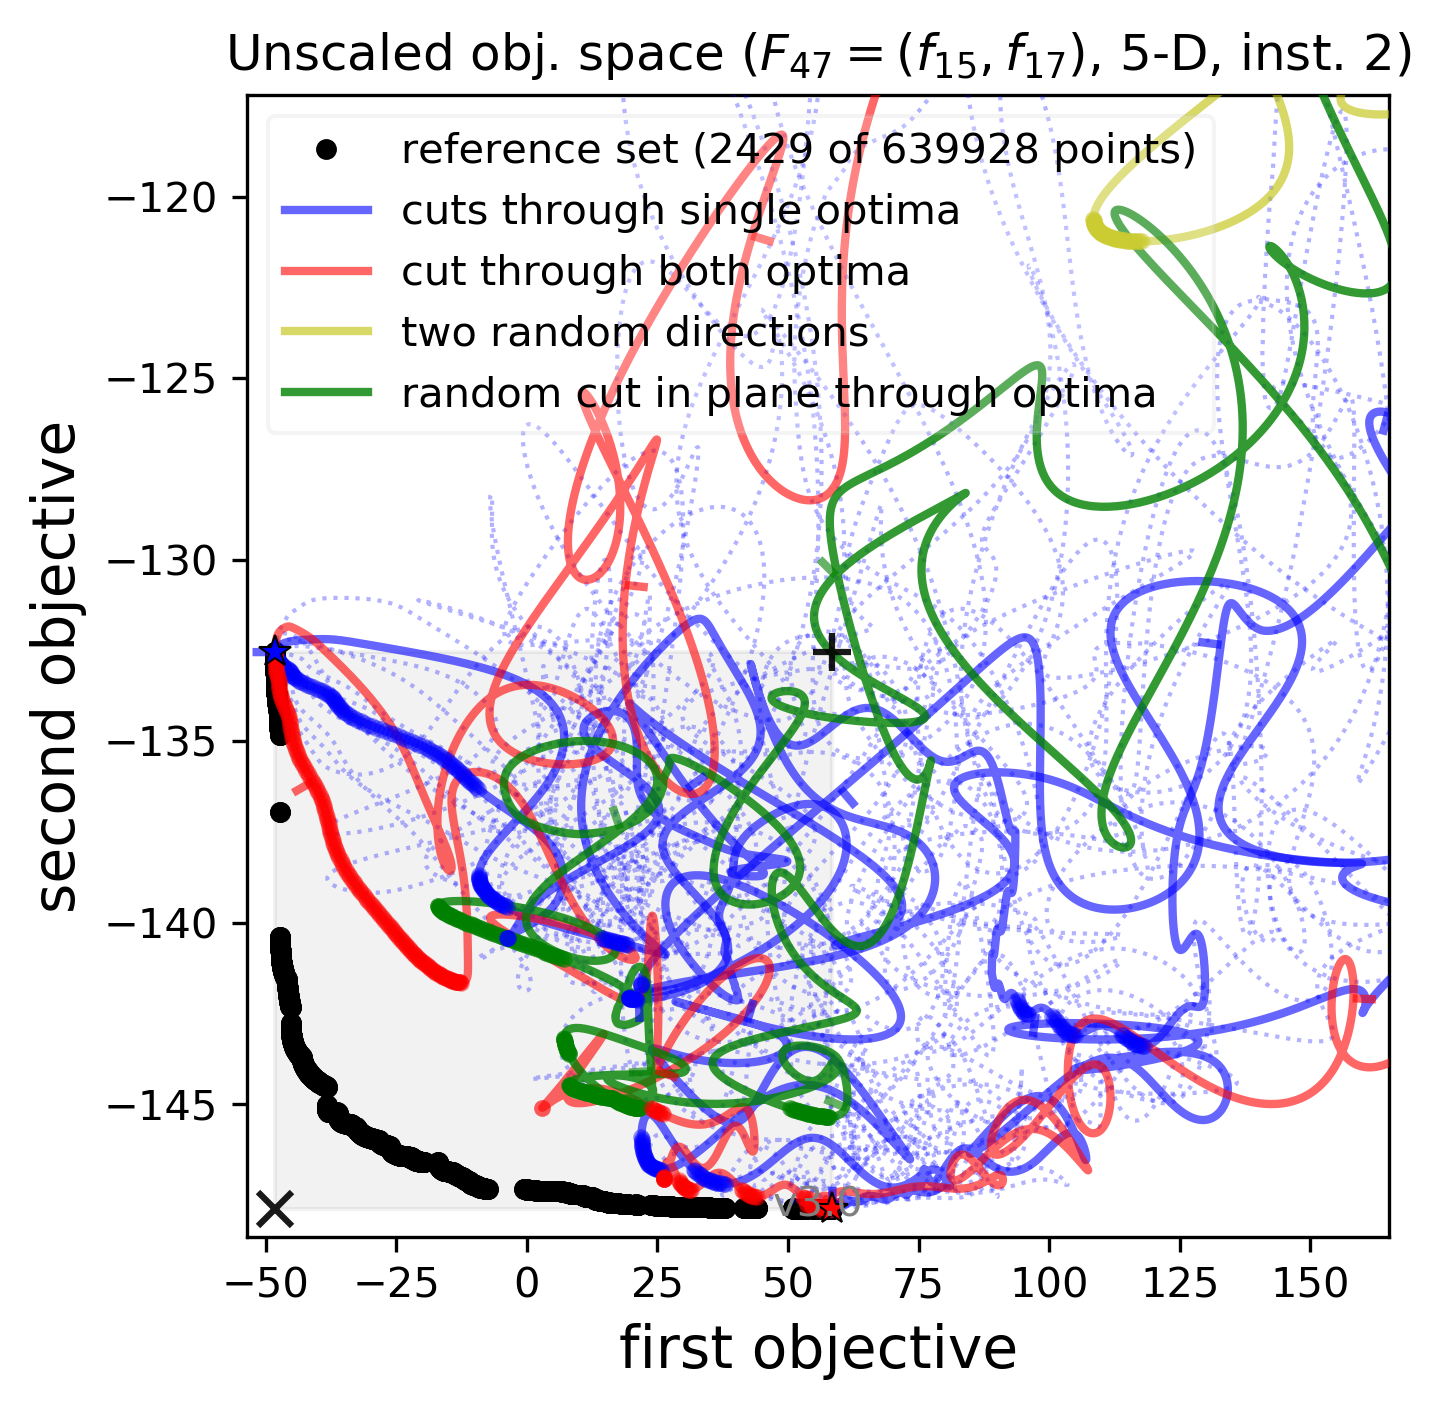 Unscaled obj. space (F₄₇ = (f₁₅, f₁₇), 5-D, inst. 2)
reference set (2429 of 639928 points)
cuts through single optima
cut through both optima
two random directions
random cut in plane through optima
second objective
−120
−125
−130
−135
−140
−145
v3.0
−50 −25 0 25 50 75 100 125 150
first objective